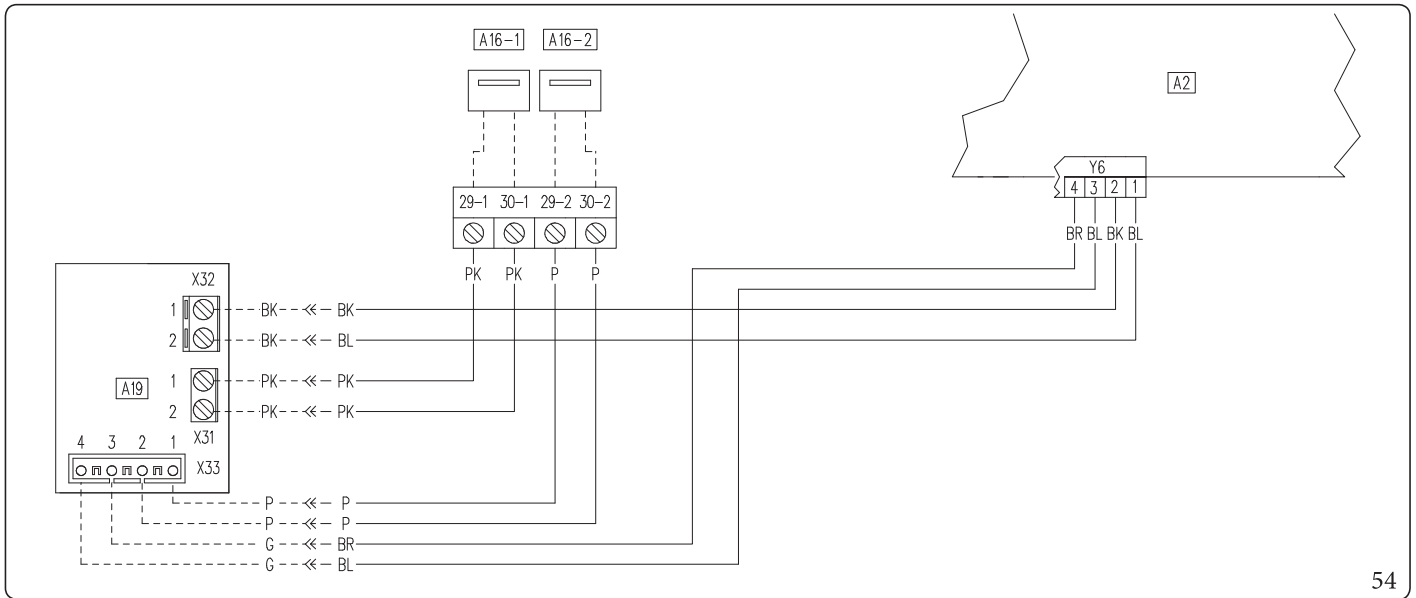 A16-1 A16-2
A2
Y6
4 3 2 1
29-1 30-1 29-2 30-2
BR BL BK BL
PK PK P P
X32
1 BK BK
2 BK BL
A19
1 PK PK
2 PK PK
X31
4 3 2 1
X33
P P
P P
G BR
G BL
54